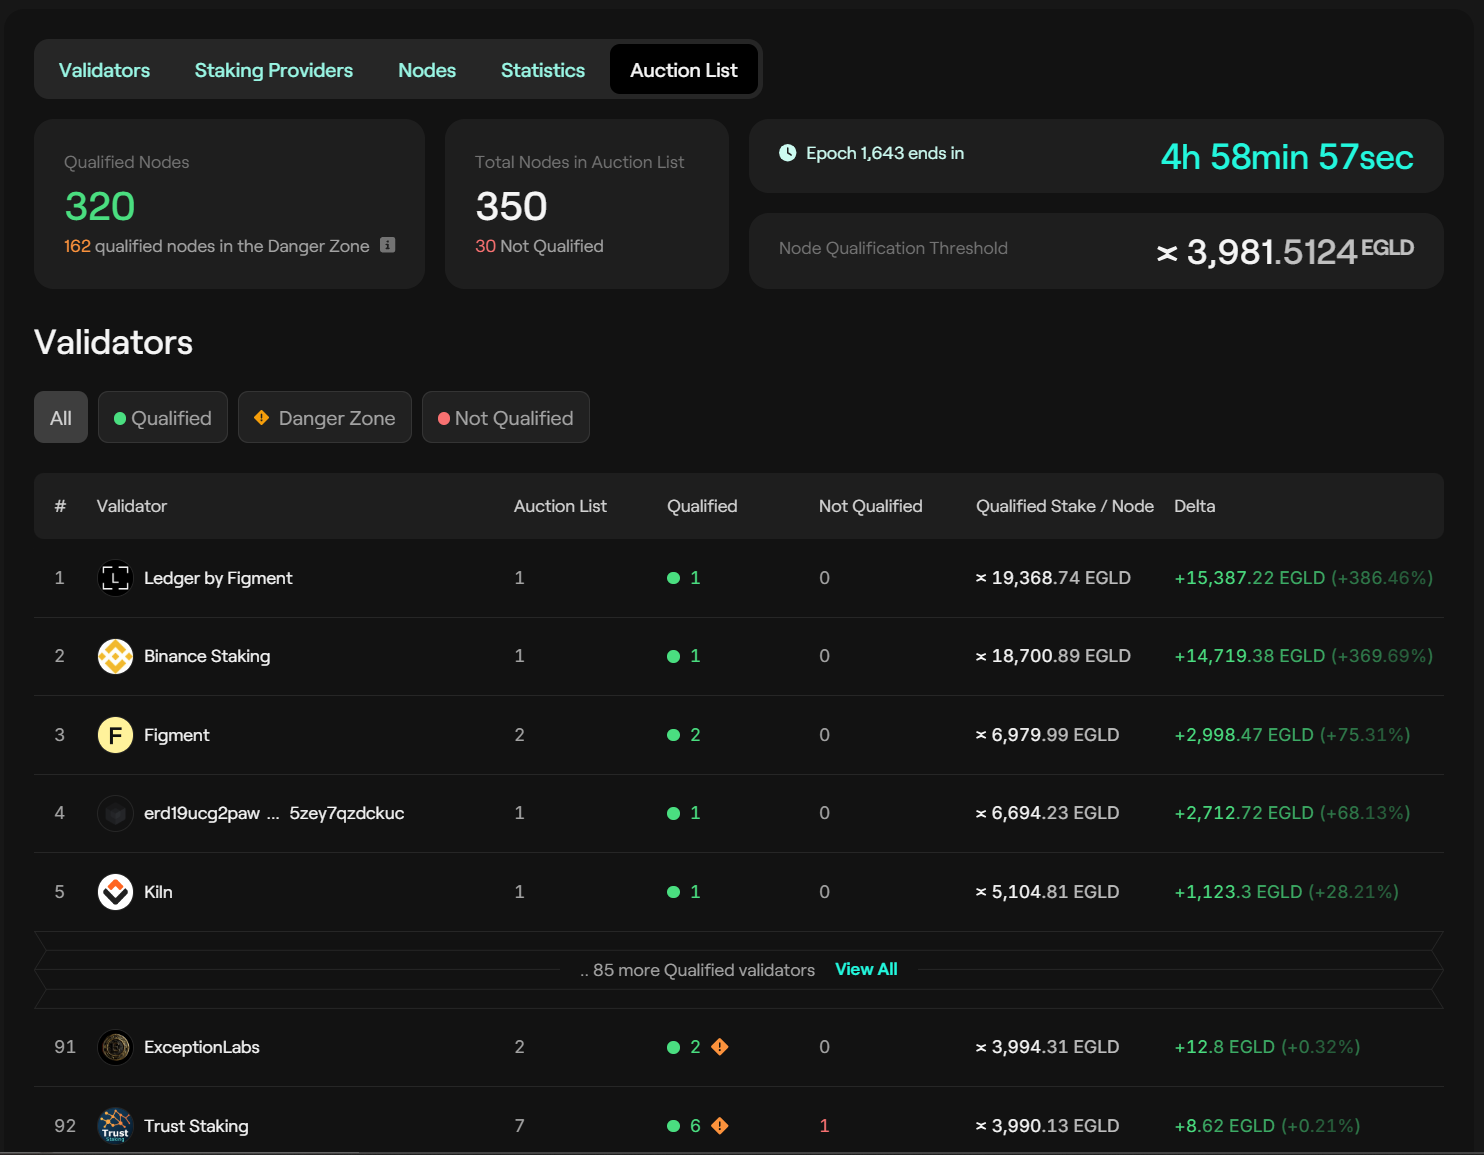 Validators Staking Providers Nodes Statistics Auction List
Qualified Nodes
320
162 qualified nodes in the Danger Zone
Total Nodes in Auction List
350
30 Not Qualified
Epoch 1,643 ends in 4h 58min 57sec
Node Qualification Threshold 3,981.5124 EGLD
Validators
All Qualified Danger Zone Not Qualified
# Validator Auction List Qualified Not Qualified Qualified Stake / Node Delta
1 L Ledger by Figment 1 1 0 19,368.74 EGLD +15,387.22 EGLD (+386.46%)
2 Binance Staking 1 1 0 18,700.89 EGLD +14,719.38 EGLD (+369.69%)
3 F Figment 2 2 0 6,979.99 EGLD +2,998.47 EGLD (+75.31%)
4 erd19ucg2paw ... 5zey7qzdckuc 1 1 0 6,694.23 EGLD +2,712.72 EGLD (+68.13%)
5 Kiln 1 1 0 5,104.81 EGLD +1,123.3 EGLD (+28.21%)
.. 85 more Qualified validators View All
91 ExceptionLabs 2 2 0 3,994.31 EGLD +12.8 EGLD (+0.32%)
92 Trust Staking Trust Staking 7 6 1 3,990.13 EGLD +8.62 EGLD (+0.21%)